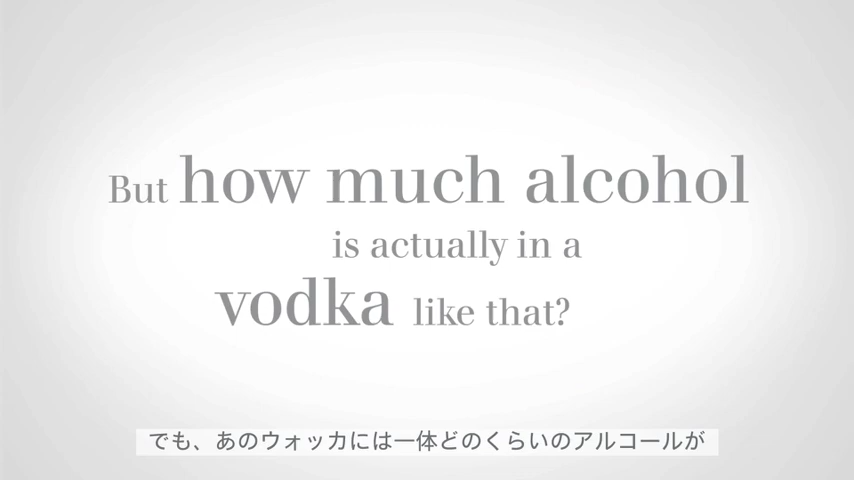 But how much alcohol
is actually in a
vodka like that?
でも、あのウォッカには一体どのくらいのアルコールが